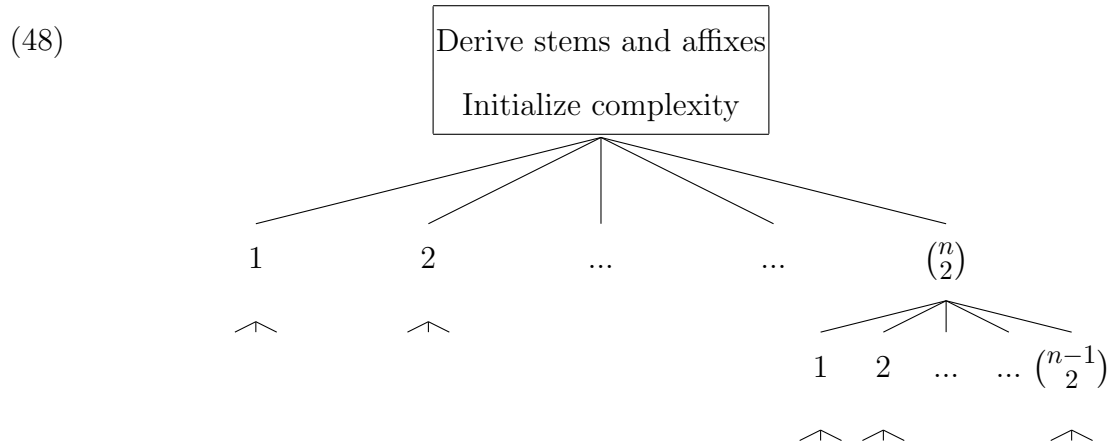 (48)
Derive stems and affixes
Initialize complexity
1 2 ... ... (n 2)
1 2 ... ... (n−1 2)